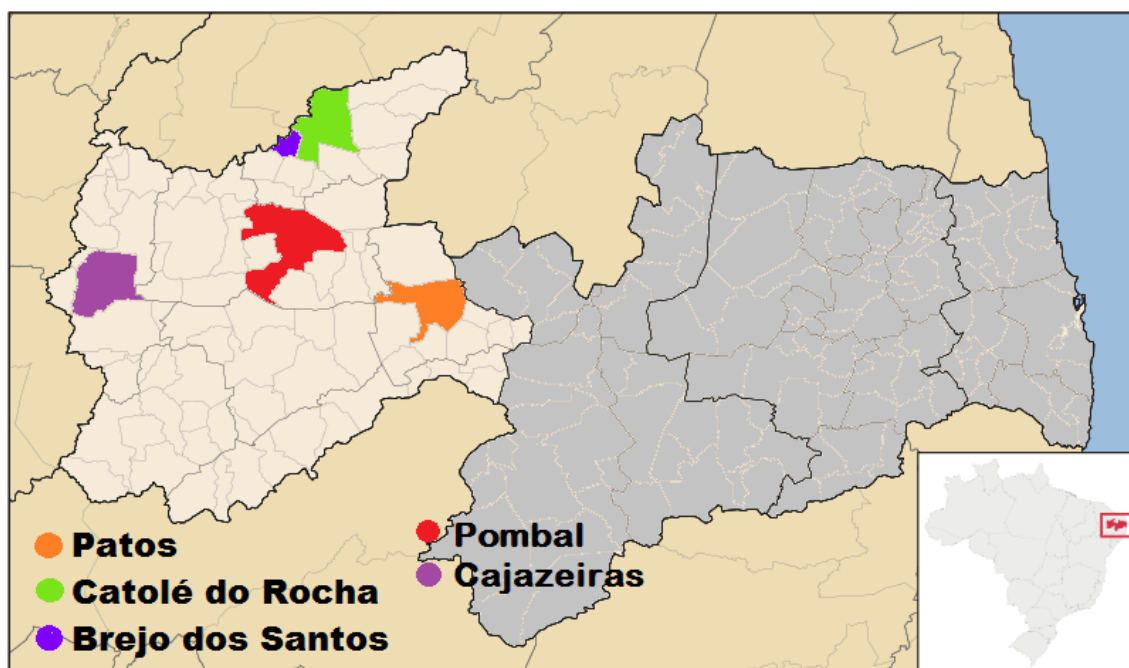 Patos
Catolé do Rocha
Brejo dos Santos
Pombal
Cajazeiras